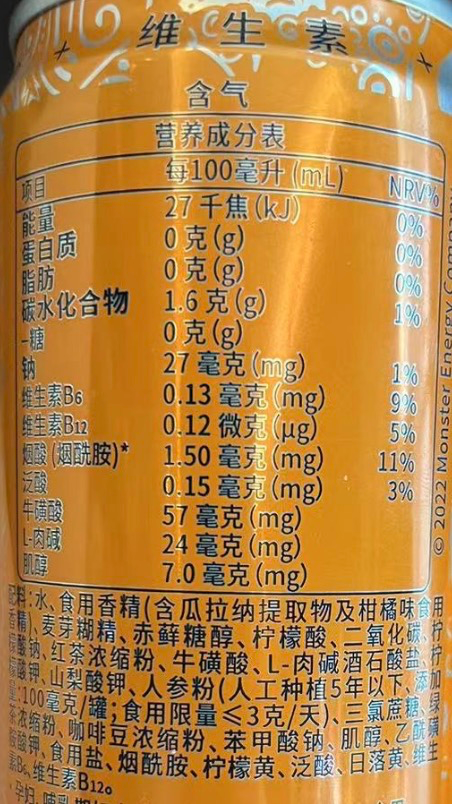 维生素
含气
营养成分表
项目 每100毫升 (mL) NRV%
能量 27 千焦(kJ) 0%
蛋白质 0 克(g) 0%
脂肪 0 克(g) 0%
碳水化合物 1.6 克(g) 1%
–糖 0 克(g)
钠 27 毫克(mg) 1%
维生素B6 0.13 毫克(mg) 9%
维生素B12 0.12 微克(μg) 5%
烟酸 (烟酰胺)* 1.50 毫克(mg) 11%
泛酸 0.15 毫克(mg) 3%
牛磺酸 57 毫克(mg)
L-肉碱 24 毫克(mg)
肌醇 7.0 毫克(mg)
配料:水、食用香精(含瓜拉纳提取物及柑橘味食用
香精)、麦芽糊精、赤鲜糖醇、柠檬酸、二氧化碳、柠
檬酸钠、红茶浓缩粉、牛磺酸、L-肉碱酒石酸盐、柠
檬酸钾、山梨酸钾、人参粉(人工种植5年以下、添加
量:100毫克/罐;食用限量≤3克/天)、三氯蔗糖、绿
茶浓缩粉、咖啡豆浓缩粉、苯甲酸钠、肌醇、乙酰磺
胺酸钾、食用盐、烟酰胺、柠檬黄、泛酸、日落黄、维生
素B6、维生素B12。
孕妇、哺乳期
© 2022 Monster Energy Company